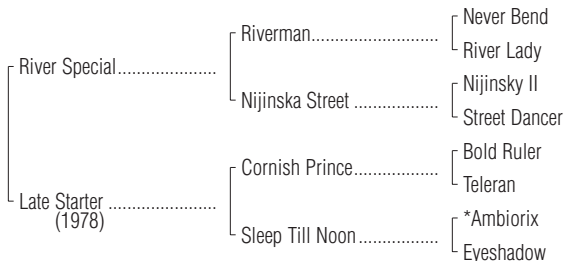 Never Bend
Riverman
River Lady
River Special
Nijinsky II
Nijinska Street
Street Dancer
Bold Ruler
Cornish Prince
Teleran
Late Starter
(1978)
*Ambiorix
Sleep Till Noon
Eyeshadow